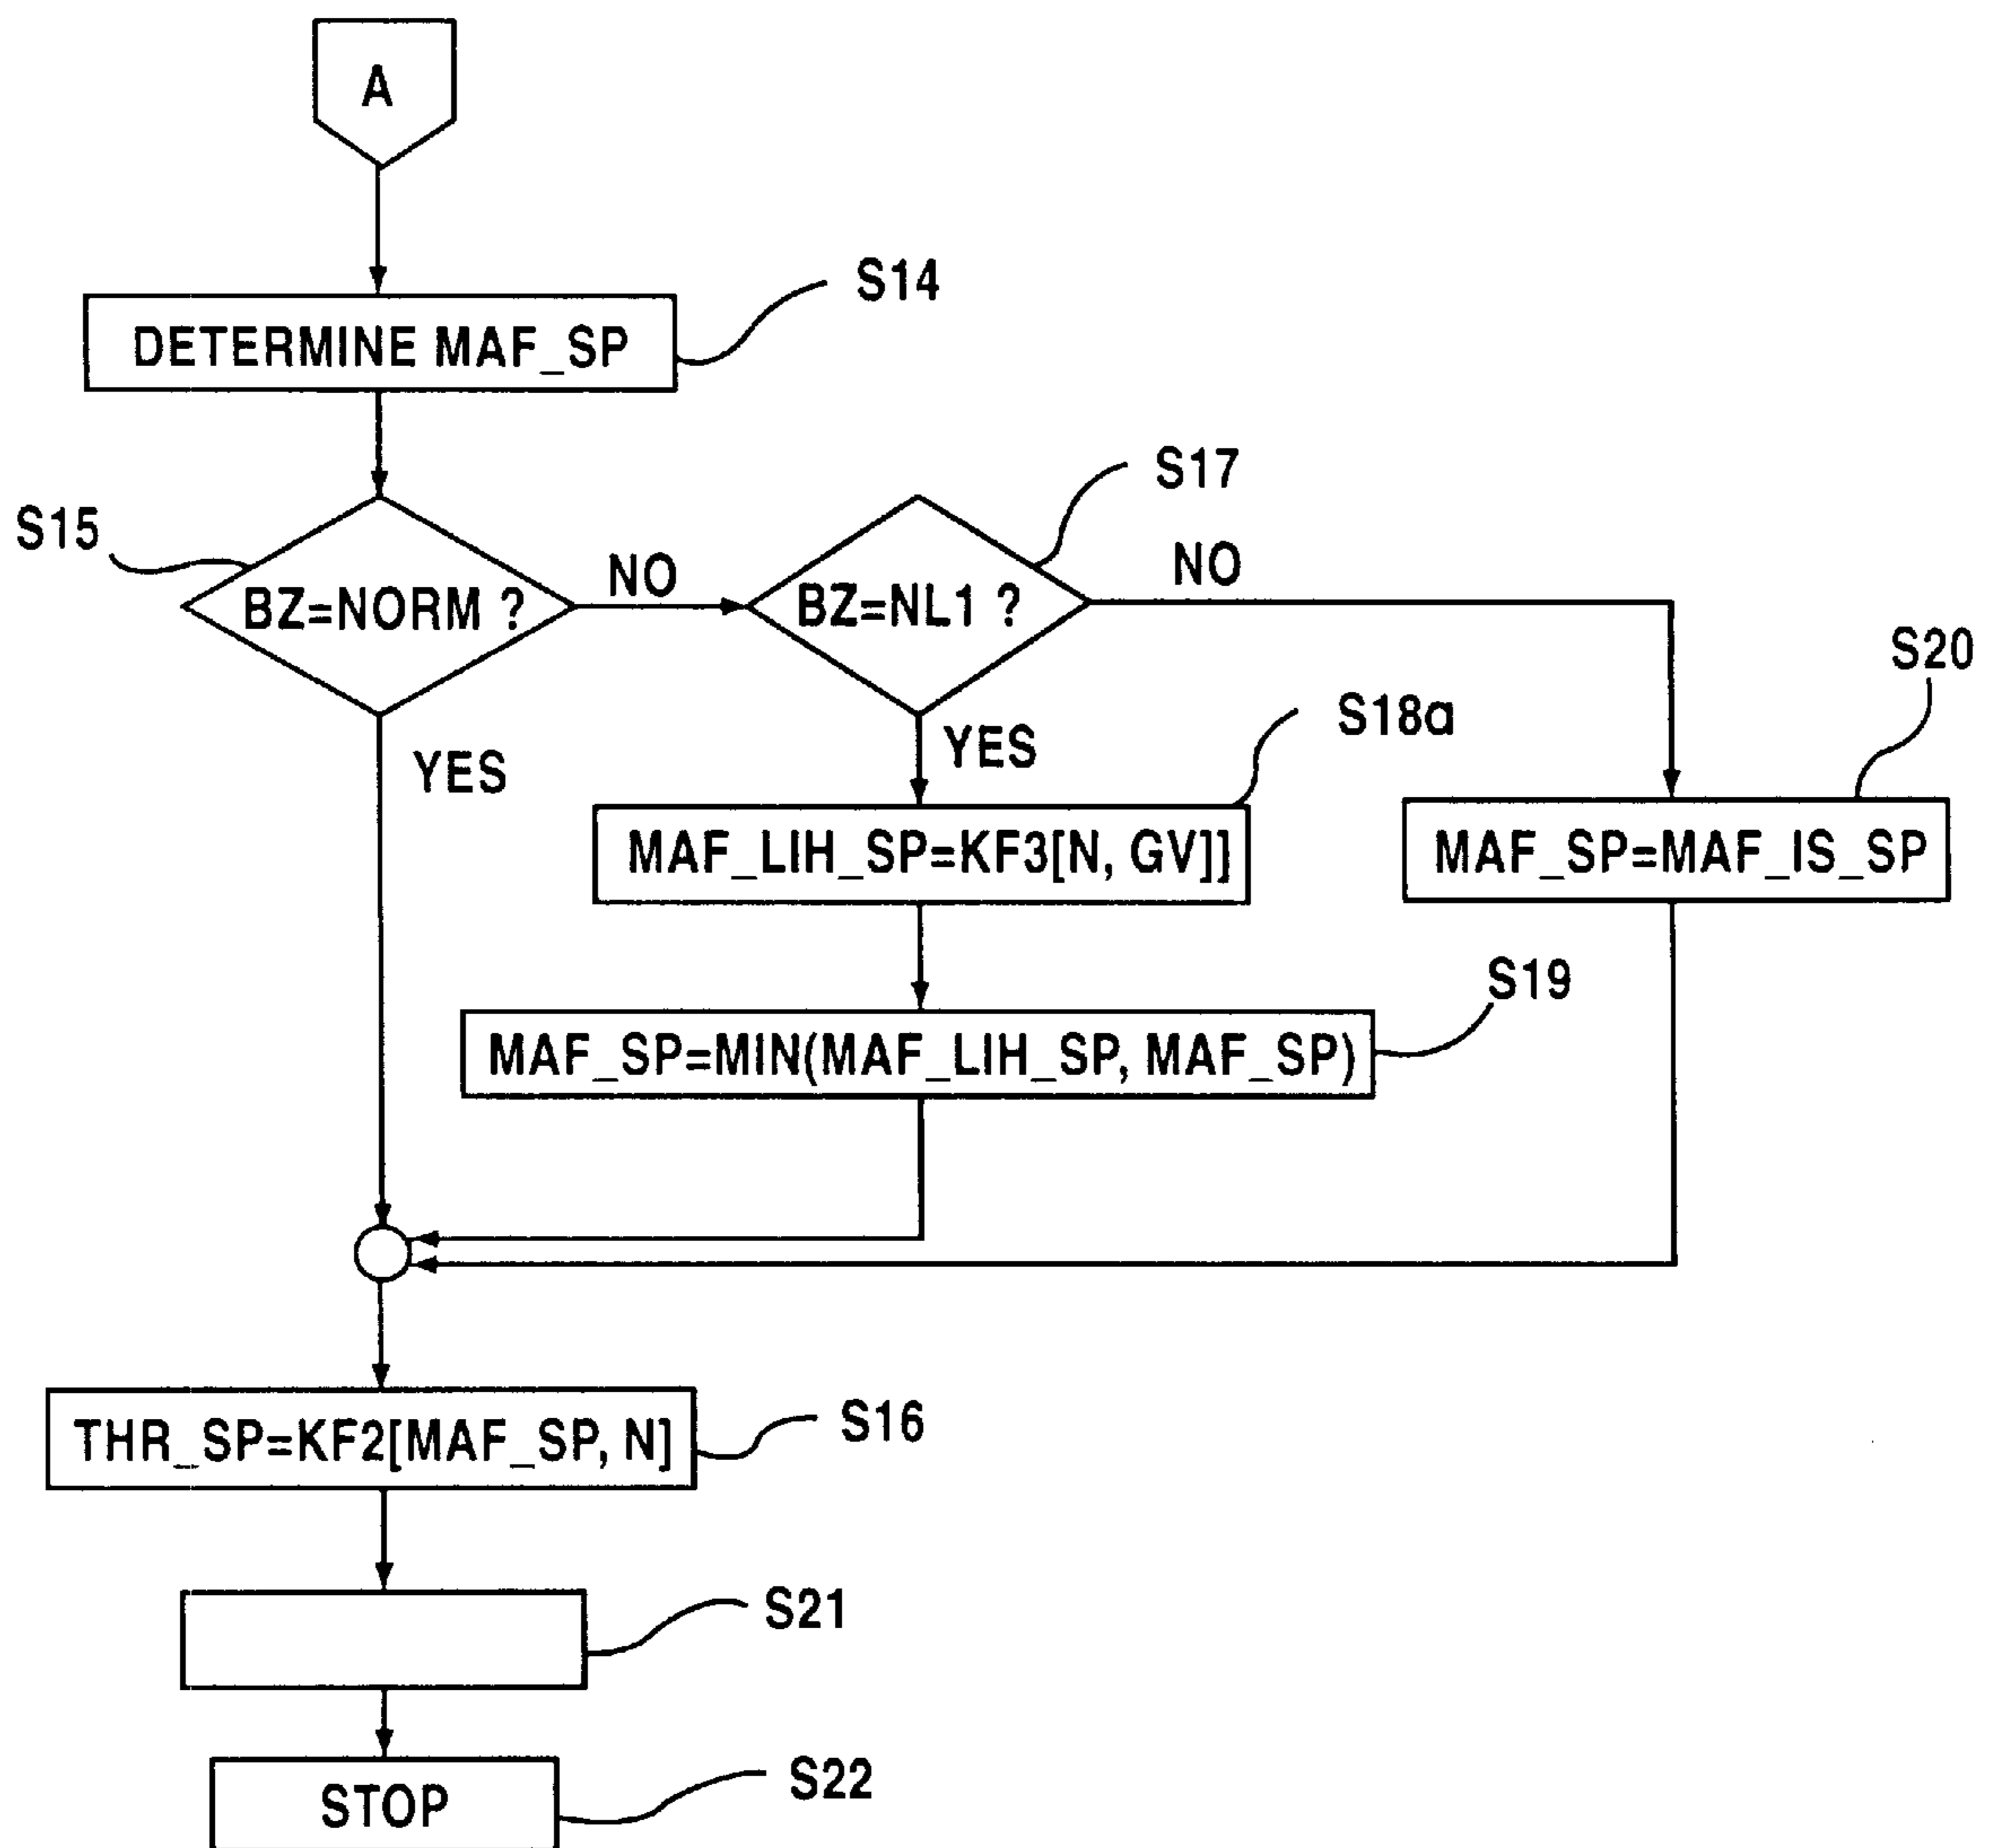 A
S14
DETERMINE MAF_SP
S17
S15
NO
NO
BZ=NORM ?
BZ=NL1 ?
S20
S18a
YES
YES
MAF_LIH_SP=KF3[N, GV]]
MAF_SP=MAF_IS_SP
S19
MAF_SP=MIN(MAF_LIH_SP, MAF_SP)
THR_SP=KF2[MAF_SP, N]
S16
S21
STOP
S22